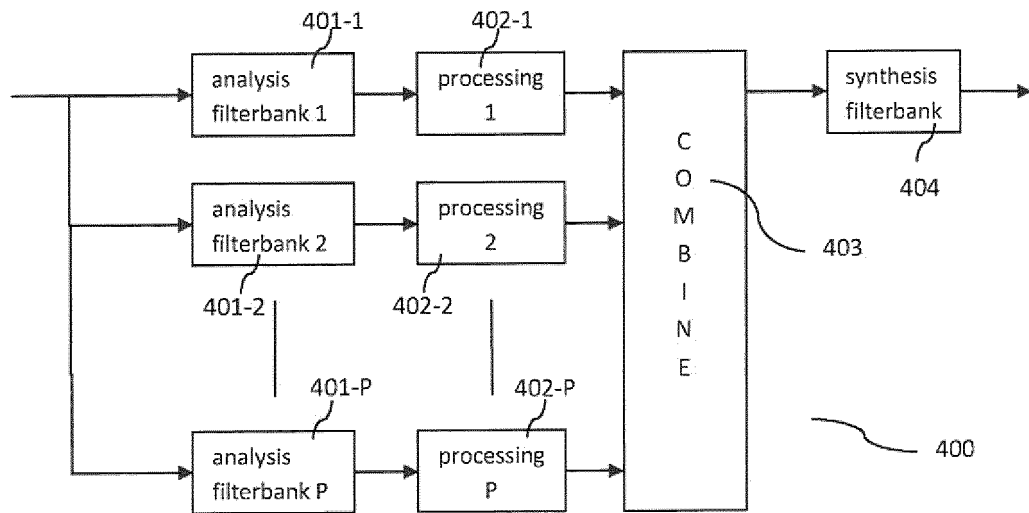 401-1
402-1
analysis
filterbank 1
processing
1
synthesis
filterbank
404
analysis
filterbank 2
processing
2
401-2
402-2
C
O
M
B
I
N
E
403
401-P
402-P
analysis
filterbank P
processing
P
400